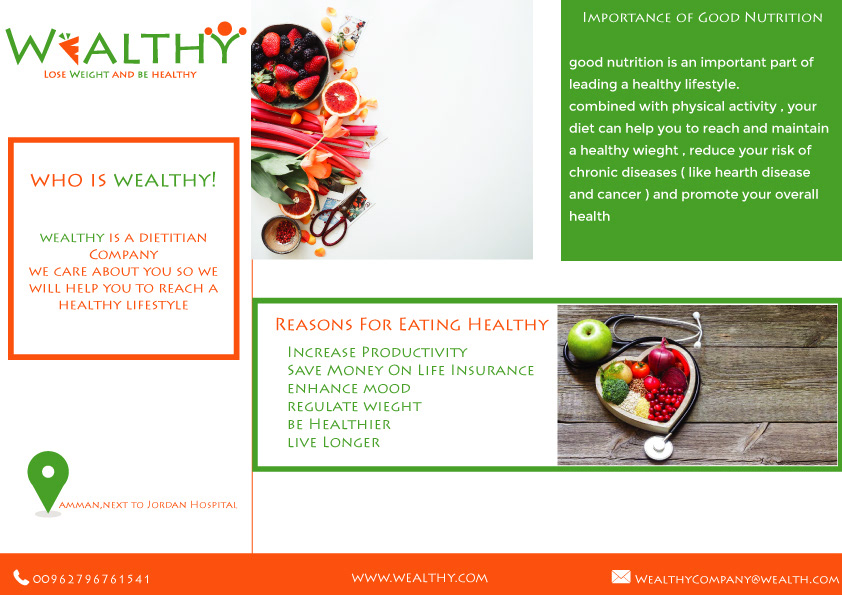 WEALTHY
Lose Weight and be healthy
who is wealthy!
wealthy is a dietitian
Company
we care about you so we
will help you to reach a
healthy lifestyle
amman,next to Jordan Hospital
Importance of Good Nutrition
good nutrition is an important part of
leading a healthy lifestyle.
combined with physical activity , your
diet can help you to reach and maintain
a healthy wieght , reduce your risk of
chronic diseases ( like hearth disease
and cancer ) and promote your overall
health
Reasons For Eating Healthy
Increase Productivity
Save Money On Life Insurance
enhance mood
regulate wieght
be Healthier
live Longer
00962796761541
www.wealthy.com
WealthyCompany@wealth.com